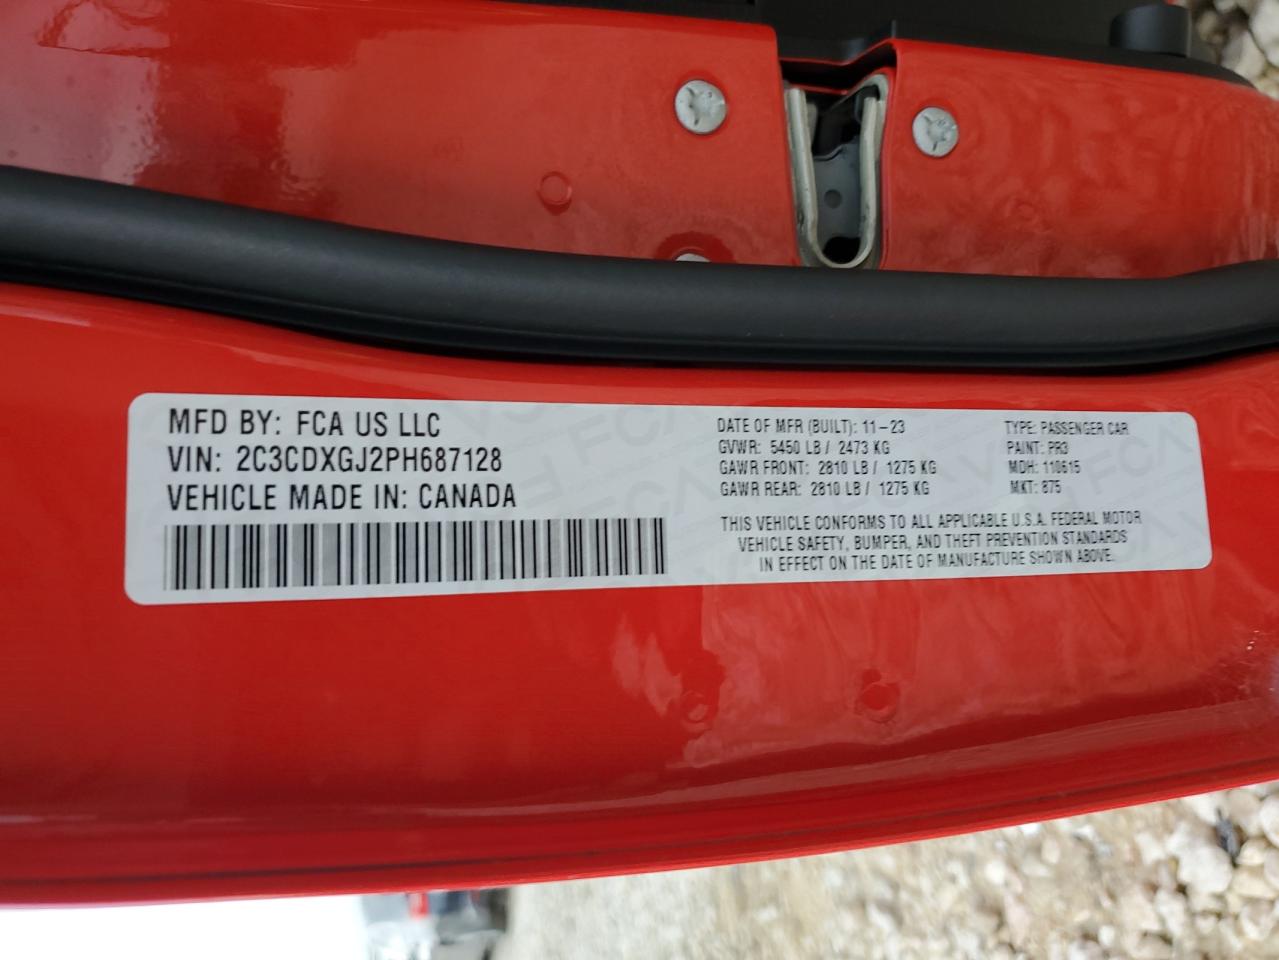 MFD BY: FCA US LLC
VIN: 2C3CDXGJ2PH687128
VEHICLE MADE IN: CANADA
DATE OF MFR (BUILT): 11-23
GVWR: 5450 LB / 2473 KG
GAWR FRONT: 2810 LB / 1275 KG
GAWR REAR: 2810 LB / 1275 KG
TYPE: PASSENGER CAR
PAINT: PR3
MDH: 110615
MKT: 875
THIS VEHICLE CONFORMS TO ALL APPLICABLE U.S.A. FEDERAL MOTOR
VEHICLE SAFETY, BUMPER, AND THEFT PREVENTION STANDARDS
IN EFFECT ON THE DATE OF MANUFACTURE SHOWN ABOVE.